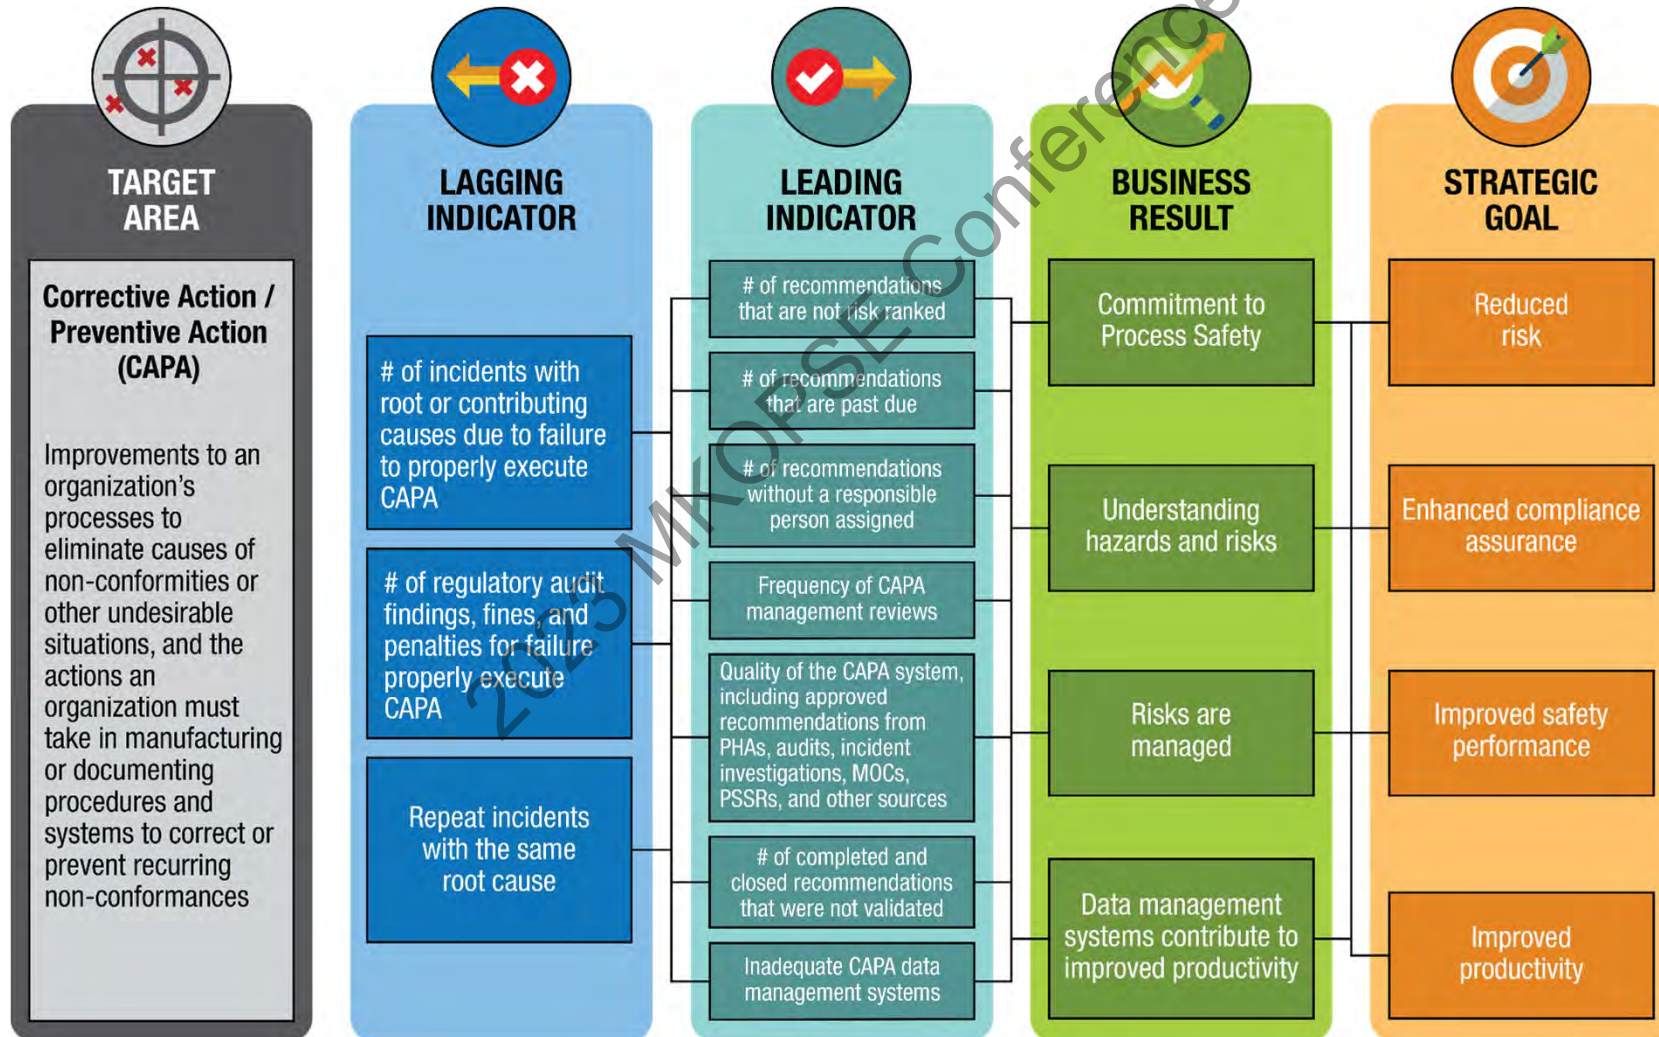 TARGET
AREA
Corrective Action /
Preventive Action
(CAPA)
Improvements to an
organization's
processes to
eliminate causes of
non-conformities or
other undesirable
situations, and the
actions an
organization must
take in manufacturing
or documenting
procedures and
systems to correct or
prevent recurring
non-conformances
LAGGING
INDICATOR
# of incidents with
root or contributing
causes due to failure
to properly execute
CAPA
# of regulatory audit
findings, fines, and
penalties for failure
properly execute
CAPA
Repeat incidents
with the same
root cause
LEADING
INDICATOR
# of recommendations
that are not risk ranked
# of recommendations
that are past due
# of recommendations
without a responsible
person assigned
Frequency of CAPA
management reviews
Quality of the CAPA system,
including approved
recommendations from
PHAs, audits, incident
investigations, MOCs,
PSSRs, and other sources
# of completed and
closed recommendations
that were not validated
Inadequate CAPA data
management systems
BUSINESS
RESULT
Commitment to
Process Safety
Understanding
hazards and risks
Risks are
managed
Data management
systems contribute to
improved productivity
STRATEGIC
GOAL
Reduced
risk
Enhanced compliance
assurance
Improved safety
performance
Improved
productivity
2023 MKOPSE Conference